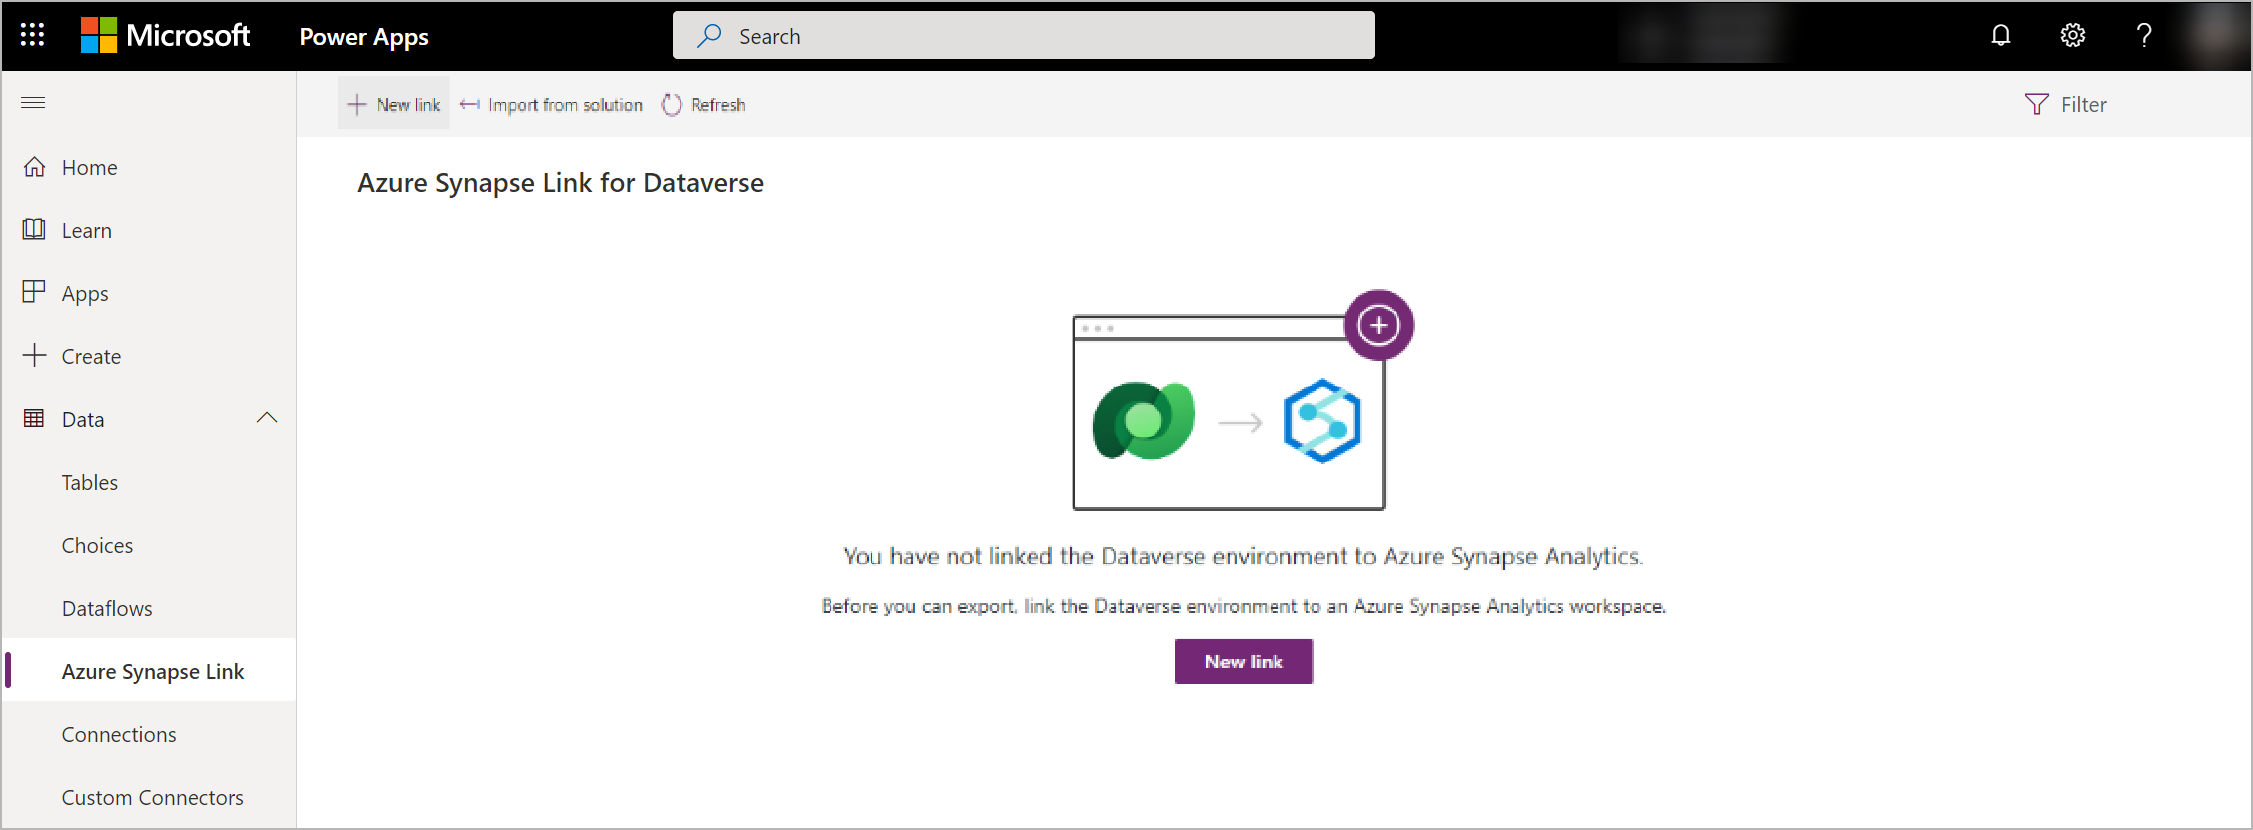 Microsoft Power Apps Search
New link Import from solution Refresh Filter
Home
Learn
Apps
Create
Data
Tables
Choices
Dataflows
Azure Synapse Link
Connections
Custom Connectors
Azure Synapse Link for Dataverse
You have not linked the Dataverse environment to Azure Synapse Analytics.
Before you can export, link the Dataverse environment to an Azure Synapse Analytics workspace.
New link